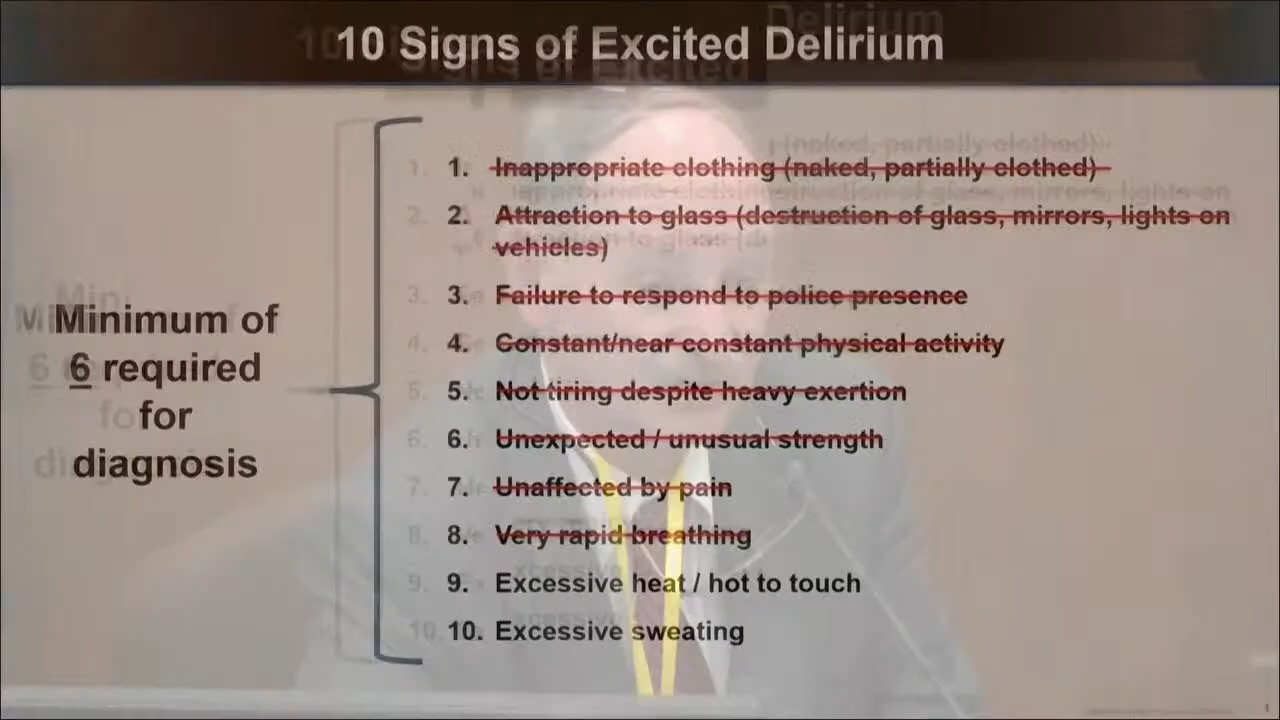 10 Signs of Excited Delirium
1. Inappropriate clothing (naked, partially clothed)
2. Attraction to glass (destruction of glass, mirrors, lights on
vehicles)
3. Failure to respond to police presence
4. Constant/near constant physical activity
5. Not tiring despite heavy exertion
6. Unexpected / unusual strength
7. Unaffected by pain
8. Very rapid breathing
9. Excessive heat / hot to touch
10. Excessive sweating
Minimum of
6 required
for
diagnosis
1